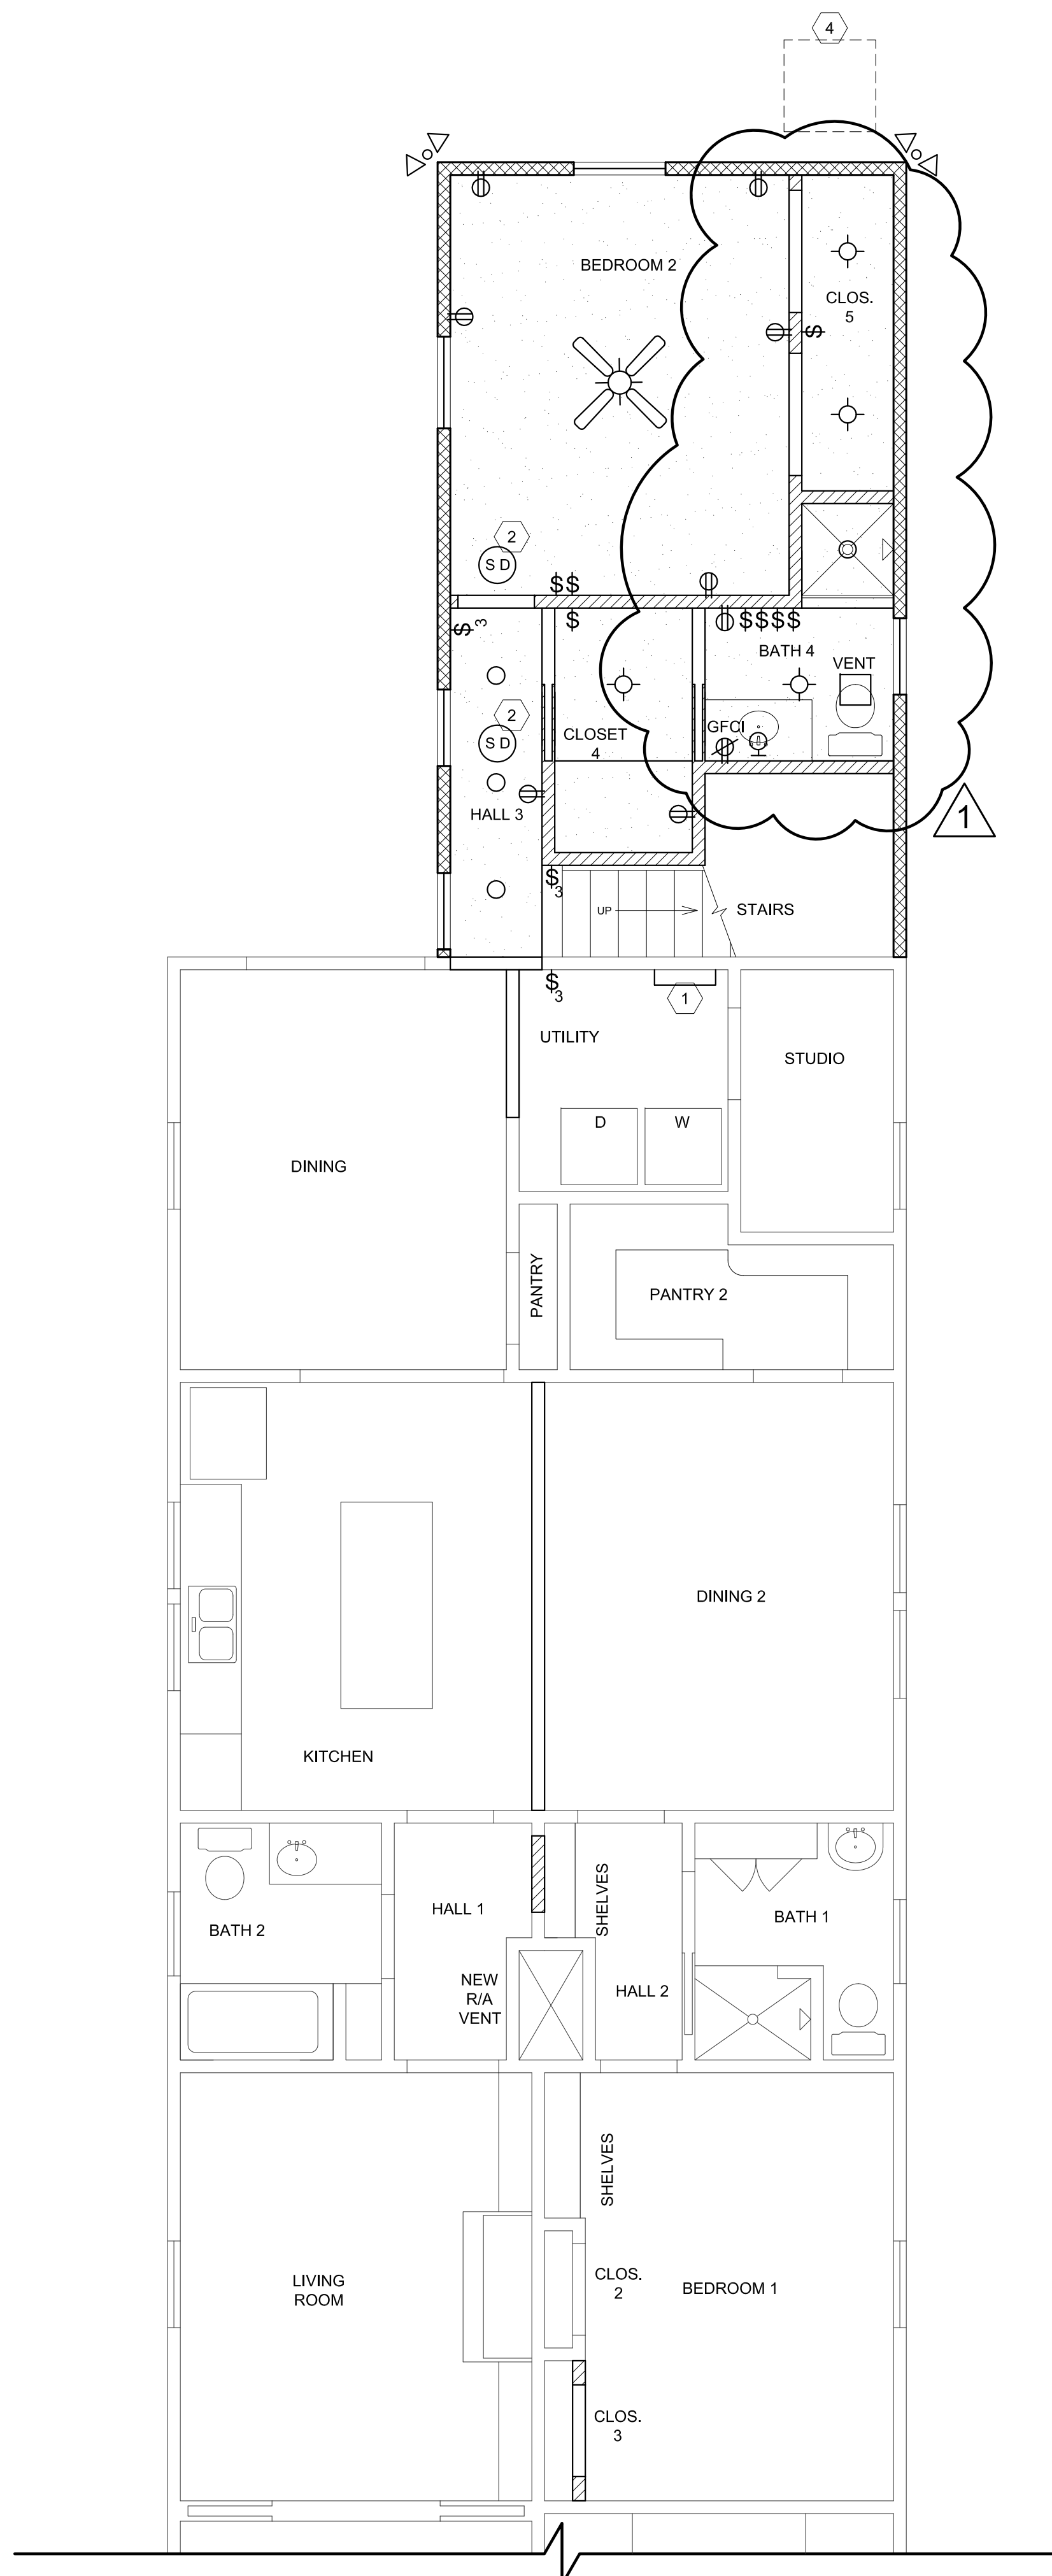 4
BEDROOM 2
CLOS.
5
$
2
S D
$$
$
$ 3
$$$$
BATH 4
VENT
2
S D
CLOSET
4
GFCI
HALL 3
1
$ 3
UP
STAIRS
$ 3
1
UTILITY
STUDIO
D
W
DINING
PANTRY
PANTRY 2
DINING 2
KITCHEN
HALL 1
SHELVES
BATH 2
BATH 1
NEW
R/A
VENT
HALL 2
SHELVES
LIVING
ROOM
CLOS.
2
BEDROOM 1
CLOS.
3